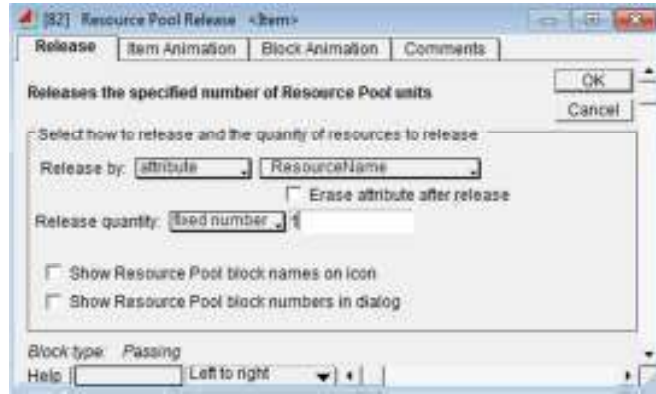 [82] Resource Pool Release <Item>
Release Item Animation Block Animation Comments
Releases the specified number of Resource Pool units
OK
Cancel
Select how to release and the quantity of resources to release
Release by: attribute ResourceName
Erase attribute after release
Release quantity: fixed number 1
Show Resource Pool block names on icon
Show Resource Pool block numbers in dialog
Block type: Passing
Help Left to right